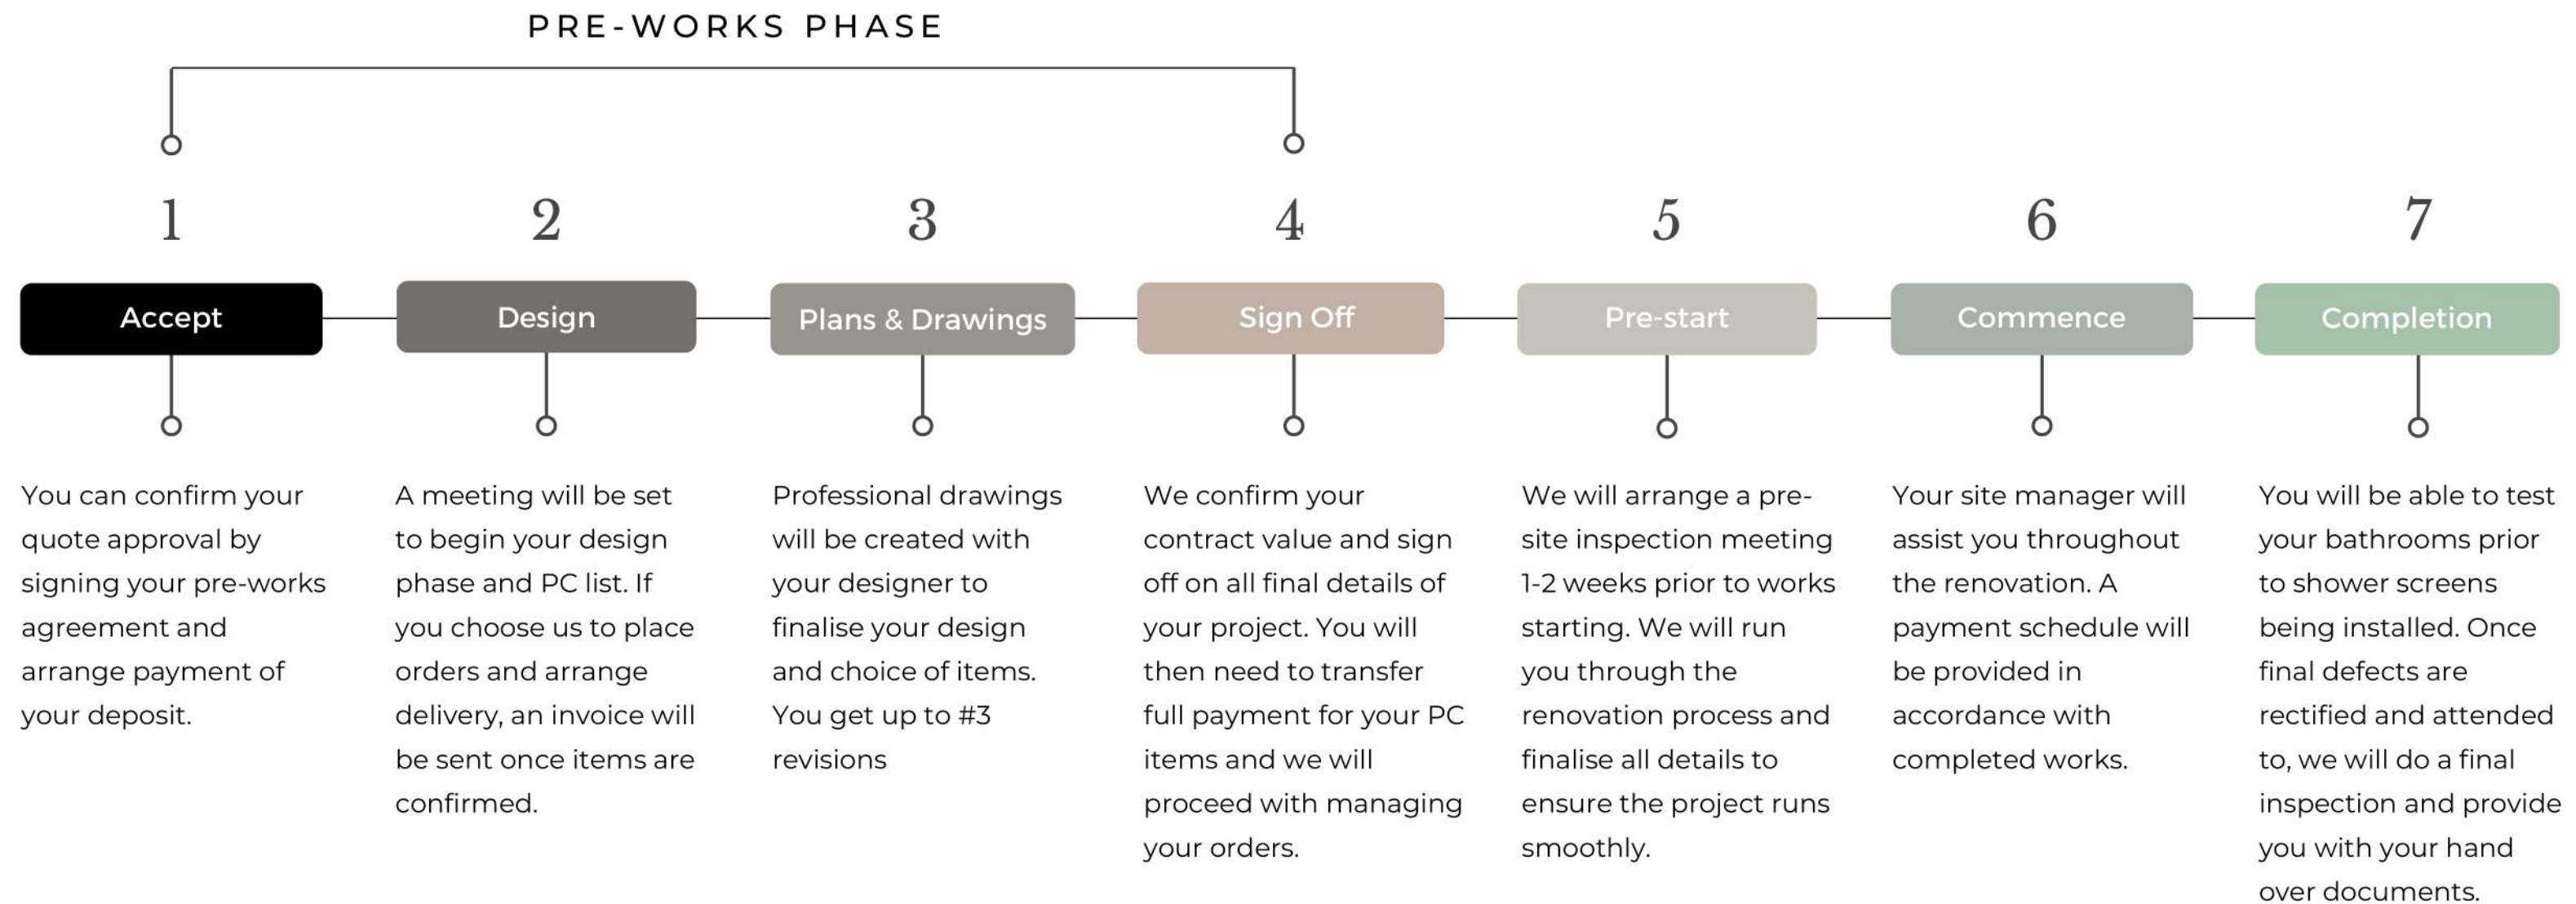 PRE-WORKS PHASE
1
Accept
You can confirm your
quote approval by
signing your pre-works
agreement and
arrange payment of
your deposit.
2
Design
A meeting will be set
to begin your design
phase and PC list. If
you choose us to place
orders and arrange
delivery, an invoice will
be sent once items are
confirmed.
3
Plans & Drawings
Professional drawings
will be created with
your designer to
finalise your design
and choice of items.
You get up to #3
revisions
4
Sign Off
We confirm your
contract value and sign
off on all final details of
your project. You will
then need to transfer
full payment for your PC
items and we will
proceed with managing
your orders.
5
Pre-start
We will arrange a pre-
site inspection meeting
1-2 weeks prior to works
starting. We will run
you through the
renovation process and
finalise all details to
ensure the project runs
smoothly.
6
Commence
Your site manager will
assist you throughout
the renovation. A
payment schedule will
be provided in
accordance with
completed works.
7
Completion
You will be able to test
your bathrooms prior
to shower screens
being installed. Once
final defects are
rectified and attended
to, we will do a final
inspection and provide
you with your hand
over documents.